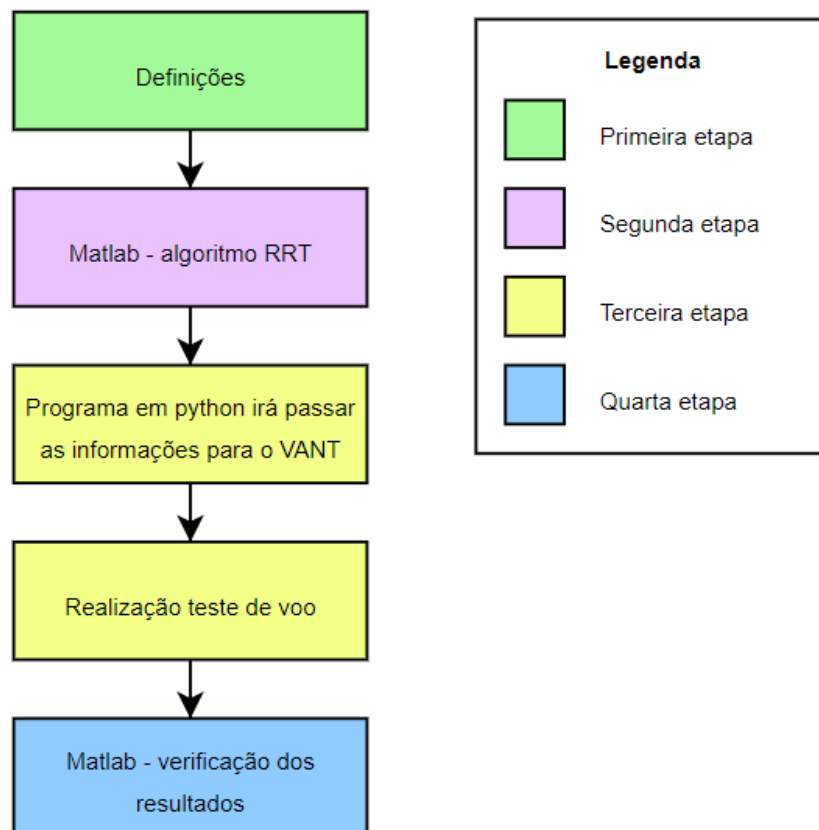 Definições
Matlab - algoritmo RRT
Programa em python irá passar
as informações para o VANT
Realização teste de voo
Matlab - verificação dos
resultados
Legenda
Primeira etapa
Segunda etapa
Terceira etapa
Quarta etapa